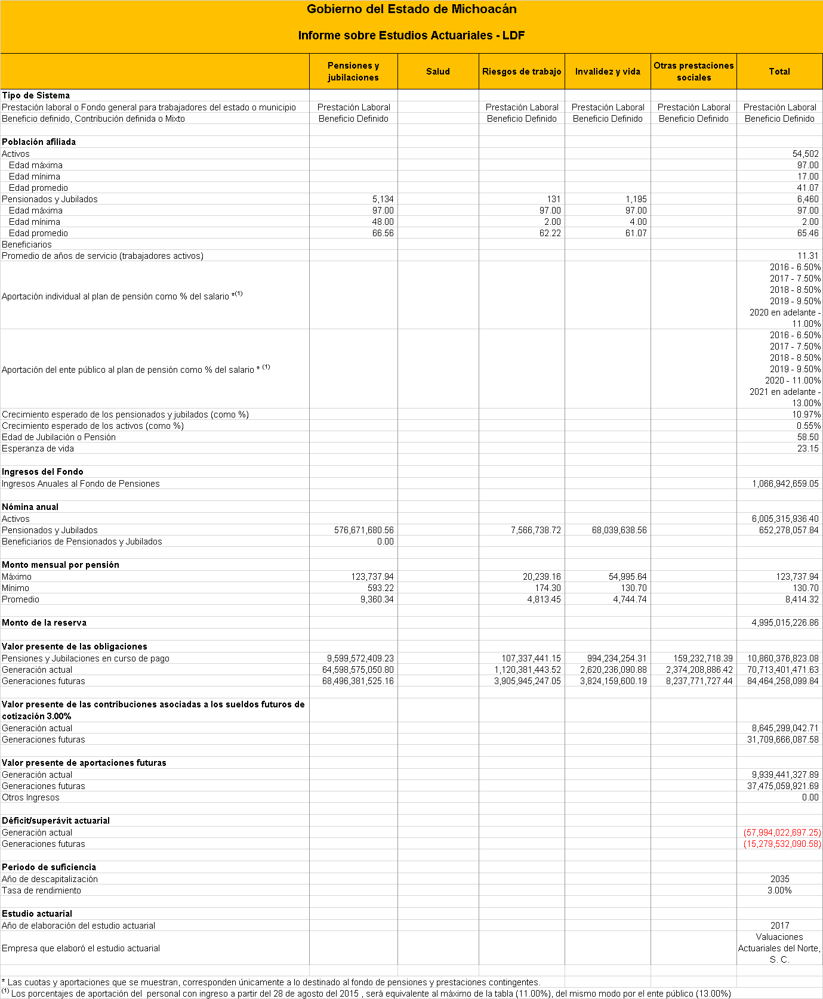 Gobierno del Estado de Michoacán
Informe sobre Estudios Actuariales - LDF
Pensiones y jubilaciones Salud Riesgos de trabajo Invalidez y vida Otras prestaciones sociales Total
Tipo de Sistema
Prestación laboral o Fondo general para trabajadores del estado o municipio Prestación Laboral Prestación Laboral Prestación Laboral Prestación Laboral Prestación Laboral
Beneficio definido, Contribución definida o Mixto Beneficio Definido Beneficio Definido Beneficio Definido Beneficio Definido Beneficio Definido
Población afiliada
Activos 54,502
Edad máxima 97.00
Edad mínima 17.00
Edad promedio 41.07
Pensionados y Jubilados 5,134 131 1,195 6,460
Edad máxima 97.00 97.00 97.00 97.00
Edad mínima 48.00 2.00 4.00 2.00
Edad promedio 66.56 62.22 61.07 65.46
Beneficiarios
Promedio de años de servicio (trabajadores activos) 11.31
Aportación individual al plan de pensión como % del salario *(1)
2016 - 6.50%
2017 - 7.50%
2018 - 8.50%
2019 - 9.50%
2020 en adelante -
11.00%
Aportación del ente público al plan de pensión como % del salario * (1)
2016 - 6.50%
2017 - 7.50%
2018 - 8.50%
2019 - 9.50%
2020 - 11.00%
2021 en adelante -
13.00%
Crecimiento esperado de los pensionados y jubilados (como %) 10.97%
Crecimiento esperado de los activos (como %) 0.55%
Edad de Jubilación o Pensión 58.50
Esperanza de vida 23.15
Ingresos del Fondo
Ingresos Anuales al Fondo de Pensiones 1,066,942,659.05
Nómina anual
Activos 6,005,315,936.40
Pensionados y Jubilados 576,671,680.56 7,566,738.72 68,039,638.56 652,278,057.84
Beneficiarios de Pensionados y Jubilados 0.00
Monto mensual por pensión
Máximo 123,737.94 20,239.16 54,995.64 123,737.94
Mínimo 593.22 174.30 130.70 130.70
Promedio 9,360.34 4,813.45 4,744.74 8,414.32
Monto de la reserva 4,995,015,226.86
Valor presente de las obligaciones
Pensiones y Jubilaciones en curso de pago 9,599,572,409.23 107,337,441.15 994,234,254.31 159,232,718.39 10,860,376,823.08
Generación actual 64,598,575,050.80 1,120,381,443.52 2,620,236,090.88 2,374,208,886.42 70,713,401,471.63
Generaciones futuras 68,496,381,525.16 3,905,945,247.05 3,824,159,600.19 8,237,771,727.44 84,464,258,099.84
Valor presente de las contribuciones asociadas a los sueldos futuros de
cotización 3.00%
Generación actual 8,645,299,042.71
Generaciones futuras 31,709,666,087.58
Valor presente de aportaciones futuras
Generación actual 9,939,441,327.89
Generaciones futuras 37,475,059,921.69
Otros Ingresos 0.00
Déficit/superávit actuarial
Generación actual (57,994,022,697.25)
Generaciones futuras (15,279,532,090.58)
Periodo de suficiencia
Año de descapitalización 2035
Tasa de rendimiento 3.00%
Estudio actuarial
Año de elaboración del estudio actuarial 2017
Empresa que elaboró el estudio actuarial
Valuaciones
Actuariales del Norte,
S. C.
* Las cuotas y aportaciones que se muestran, corresponden únicamente a lo destinado al fondo de pensiones y prestaciones contingentes.
(1) Los porcentajes de aportación del personal con ingreso a partir del 28 de agosto del 2015 , será equivalente al máximo de la tabla (11.00%), del mismo modo por el ente público (13.00%)